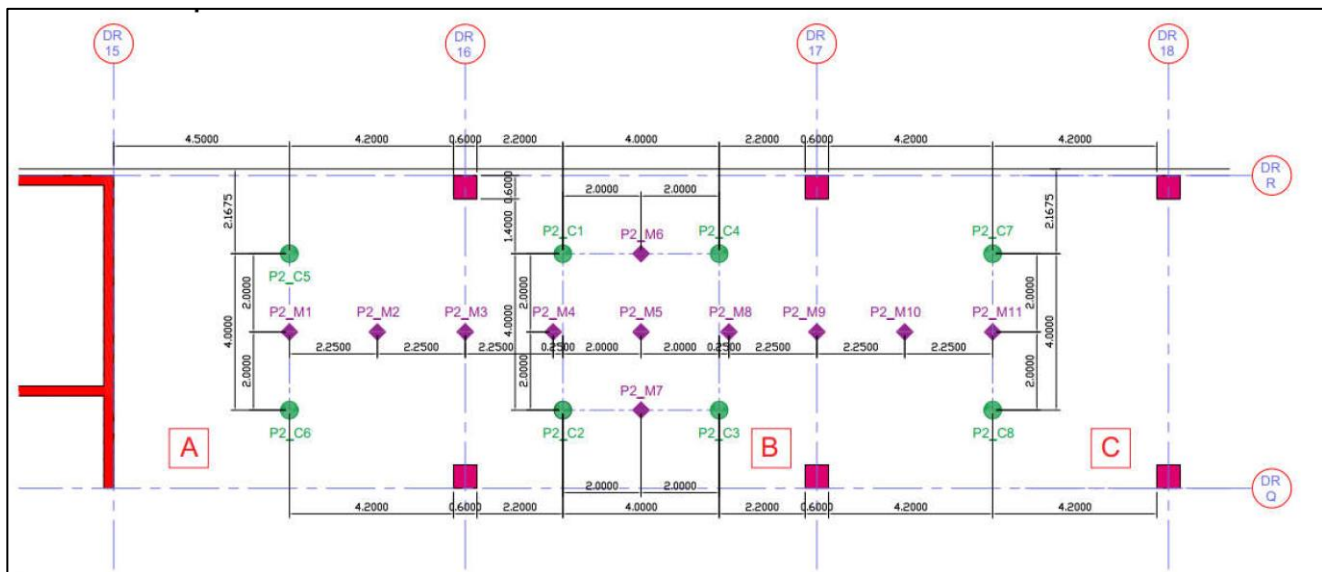 DR
15
DR
16
DR
17
DR
18
4.5000
4.2000
0.6000
2.2000
4.0000
2.2000
0.6000
4.2000
4.2000
DR
R
2.1675
0.6000
1.4000
2.0000
2.0000
2.1675
P2_C1
P2_M6
P2_C4
P2_C7
P2_C5
2.0000
4.0000
2.0000
2.0000
4.0000
2.0000
2.0000
4.0000
2.0000
P2_M1
P2_M2
P2_M3
P2_M4
P2_M5
P2_M8
P2_M9
P2_M10
P2_M11
2.2500
2.2500
2.2500
0.2500
2.0000
2.0000
0.2500
2.2500
2.2500
2.2500
P2_M7
P2_C6
P2_C2
P2_C3
P2_C8
A
B
C
2.0000
2.0000
DR
Q
4.2000
0.6000
2.2000
4.0000
2.2000
0.6000
4.2000
4.2000